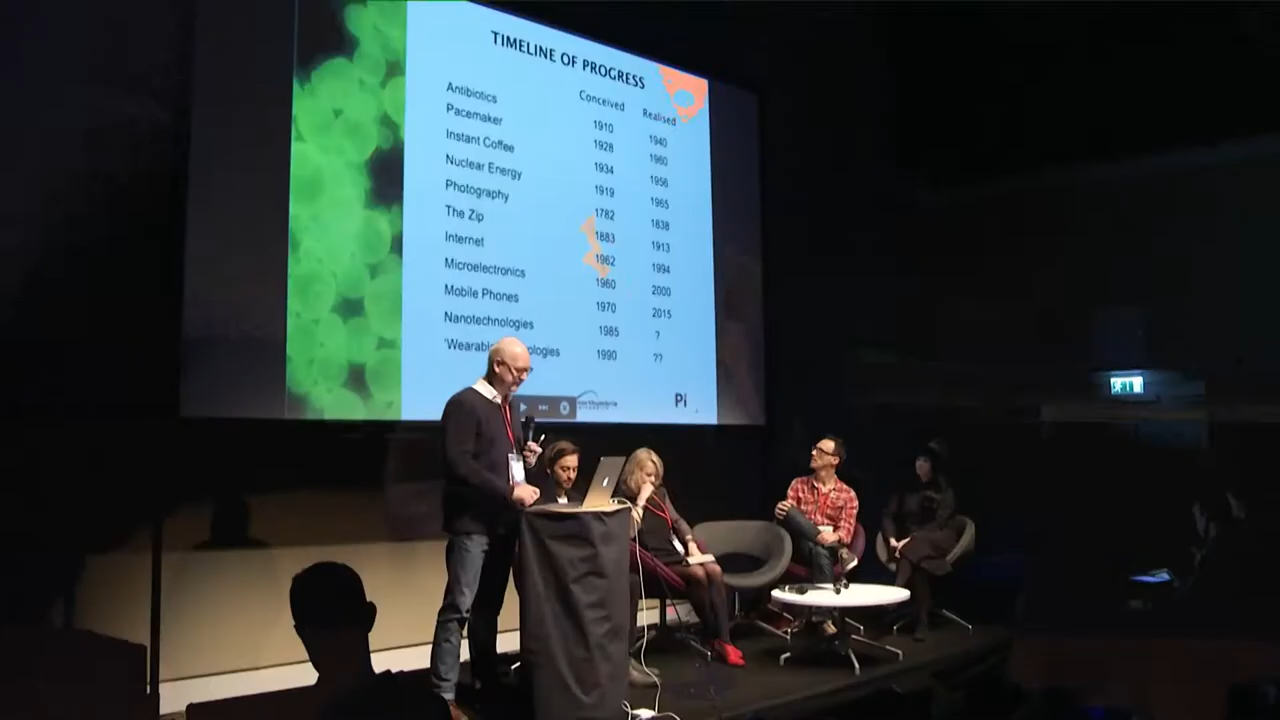 TIMELINE OF PROGRESS
Conceived Realised
Antibiotics 1910 1940
Pacemaker 1928 1960
Instant Coffee 1934 1956
Nuclear Energy 1919 1965
Photography 1782 1838
The Zip 1883 1913
Internet 1962 1994
Microelectronics 1960 2000
Mobile Phones 1970 2015
Nanotechnologies 1985 ?
1990 ??
Pi